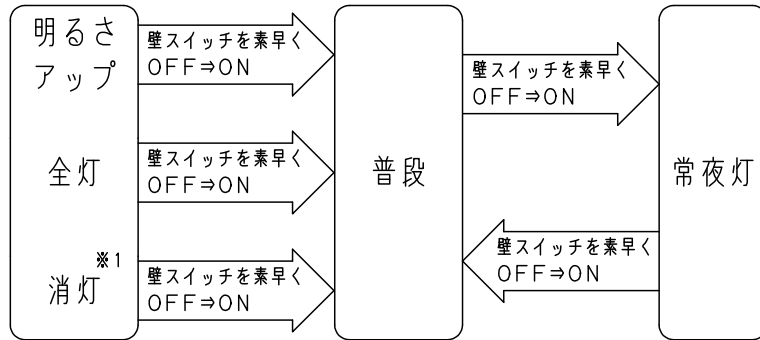 明るさ
アップ
壁スイッチを素早く
OFF⇒ON
全灯
壁スイッチを素早く
OFF⇒ON
消灯
※1
壁スイッチを素早く
OFF⇒ON
普段
壁スイッチを素早く
OFF⇒ON
壁スイッチを素早く
OFF⇒ON
常夜灯